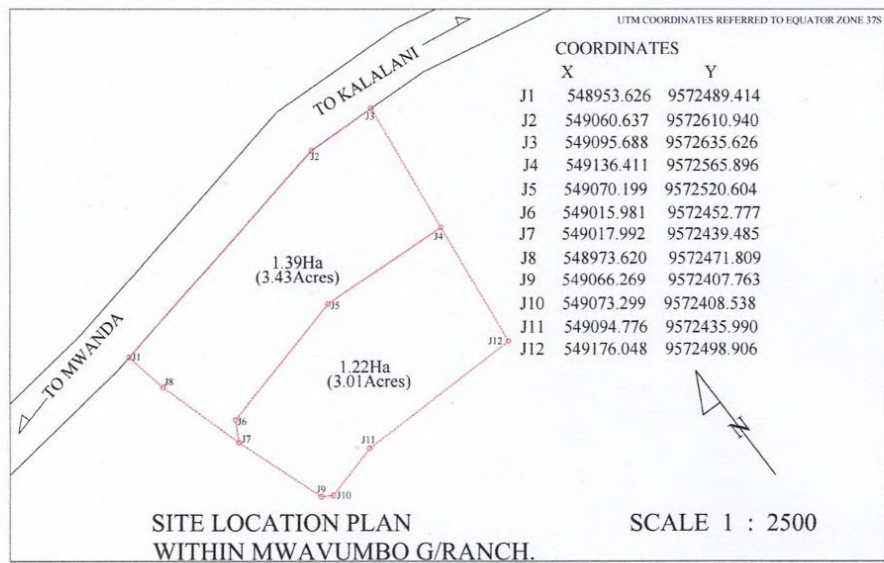 UTM COORDINATES REFERRED TO EQUATOR ZONE 37S
COORDINATES
X Y
J1 548953.626 9572489.414
J2 549060.637 9572610.940
J3 549095.688 9572635.626
J4 549136.411 9572565.896
J5 549070.199 9572520.604
J6 549015.981 9572452.777
J7 549017.992 9572439.485
J8 548973.620 9572471.809
J9 549066.269 9572407.763
J10 549073.299 9572408.538
J11 549094.776 9572435.990
J12 549176.048 9572498.906
TO KALALANI
J3
J2
J4
1.39Ha
(3.43Acres)
J5
TO MWANDA
J12
J1
1.22Ha
(3.01Acres)
J8
J6
J7
J11
N
J9
J10
SITE LOCATION PLAN
WITHIN MWAVUMBO G/RANCH.
SCALE 1 : 2500